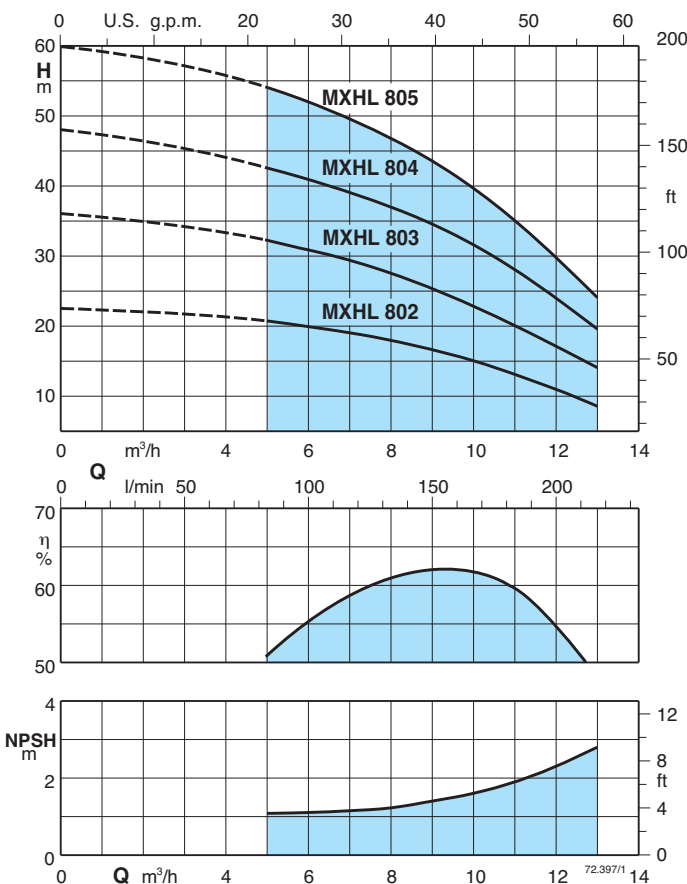 0 U.S. g.p.m. 20 30 40 50 60
60 200
H
m
MXHL 805
50
150
MXHL 804
40
ft
MXHL 803
30 100
MXHL 802
20
50
10
0 m³/h 4 6 8 10 12 14
Q
0 l/min 50 100 150 200
70
η
%
60
50
4
12
NPSH
m
8
2 ft
4
0 0
72.397/1
0 Q m³/h 4 6 8 10 12 14